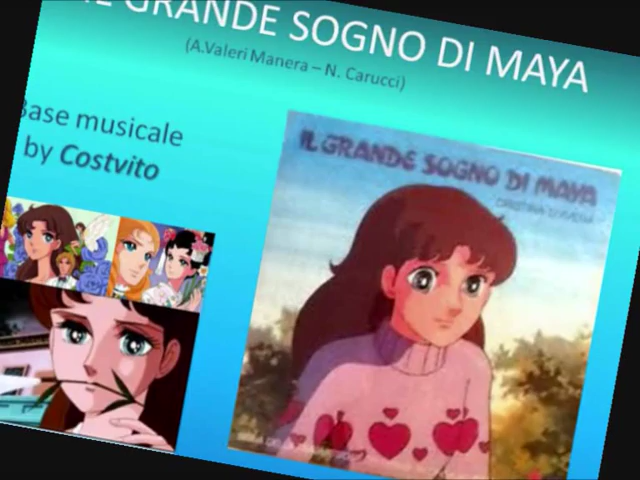 IL GRANDE SOGNO DI MAYA
(A.Valeri Manera – N. Carucci)
Base musicale
by Costvito
IL GRANDE SOGNO DI MAYA
CRISTINA D'AVENA